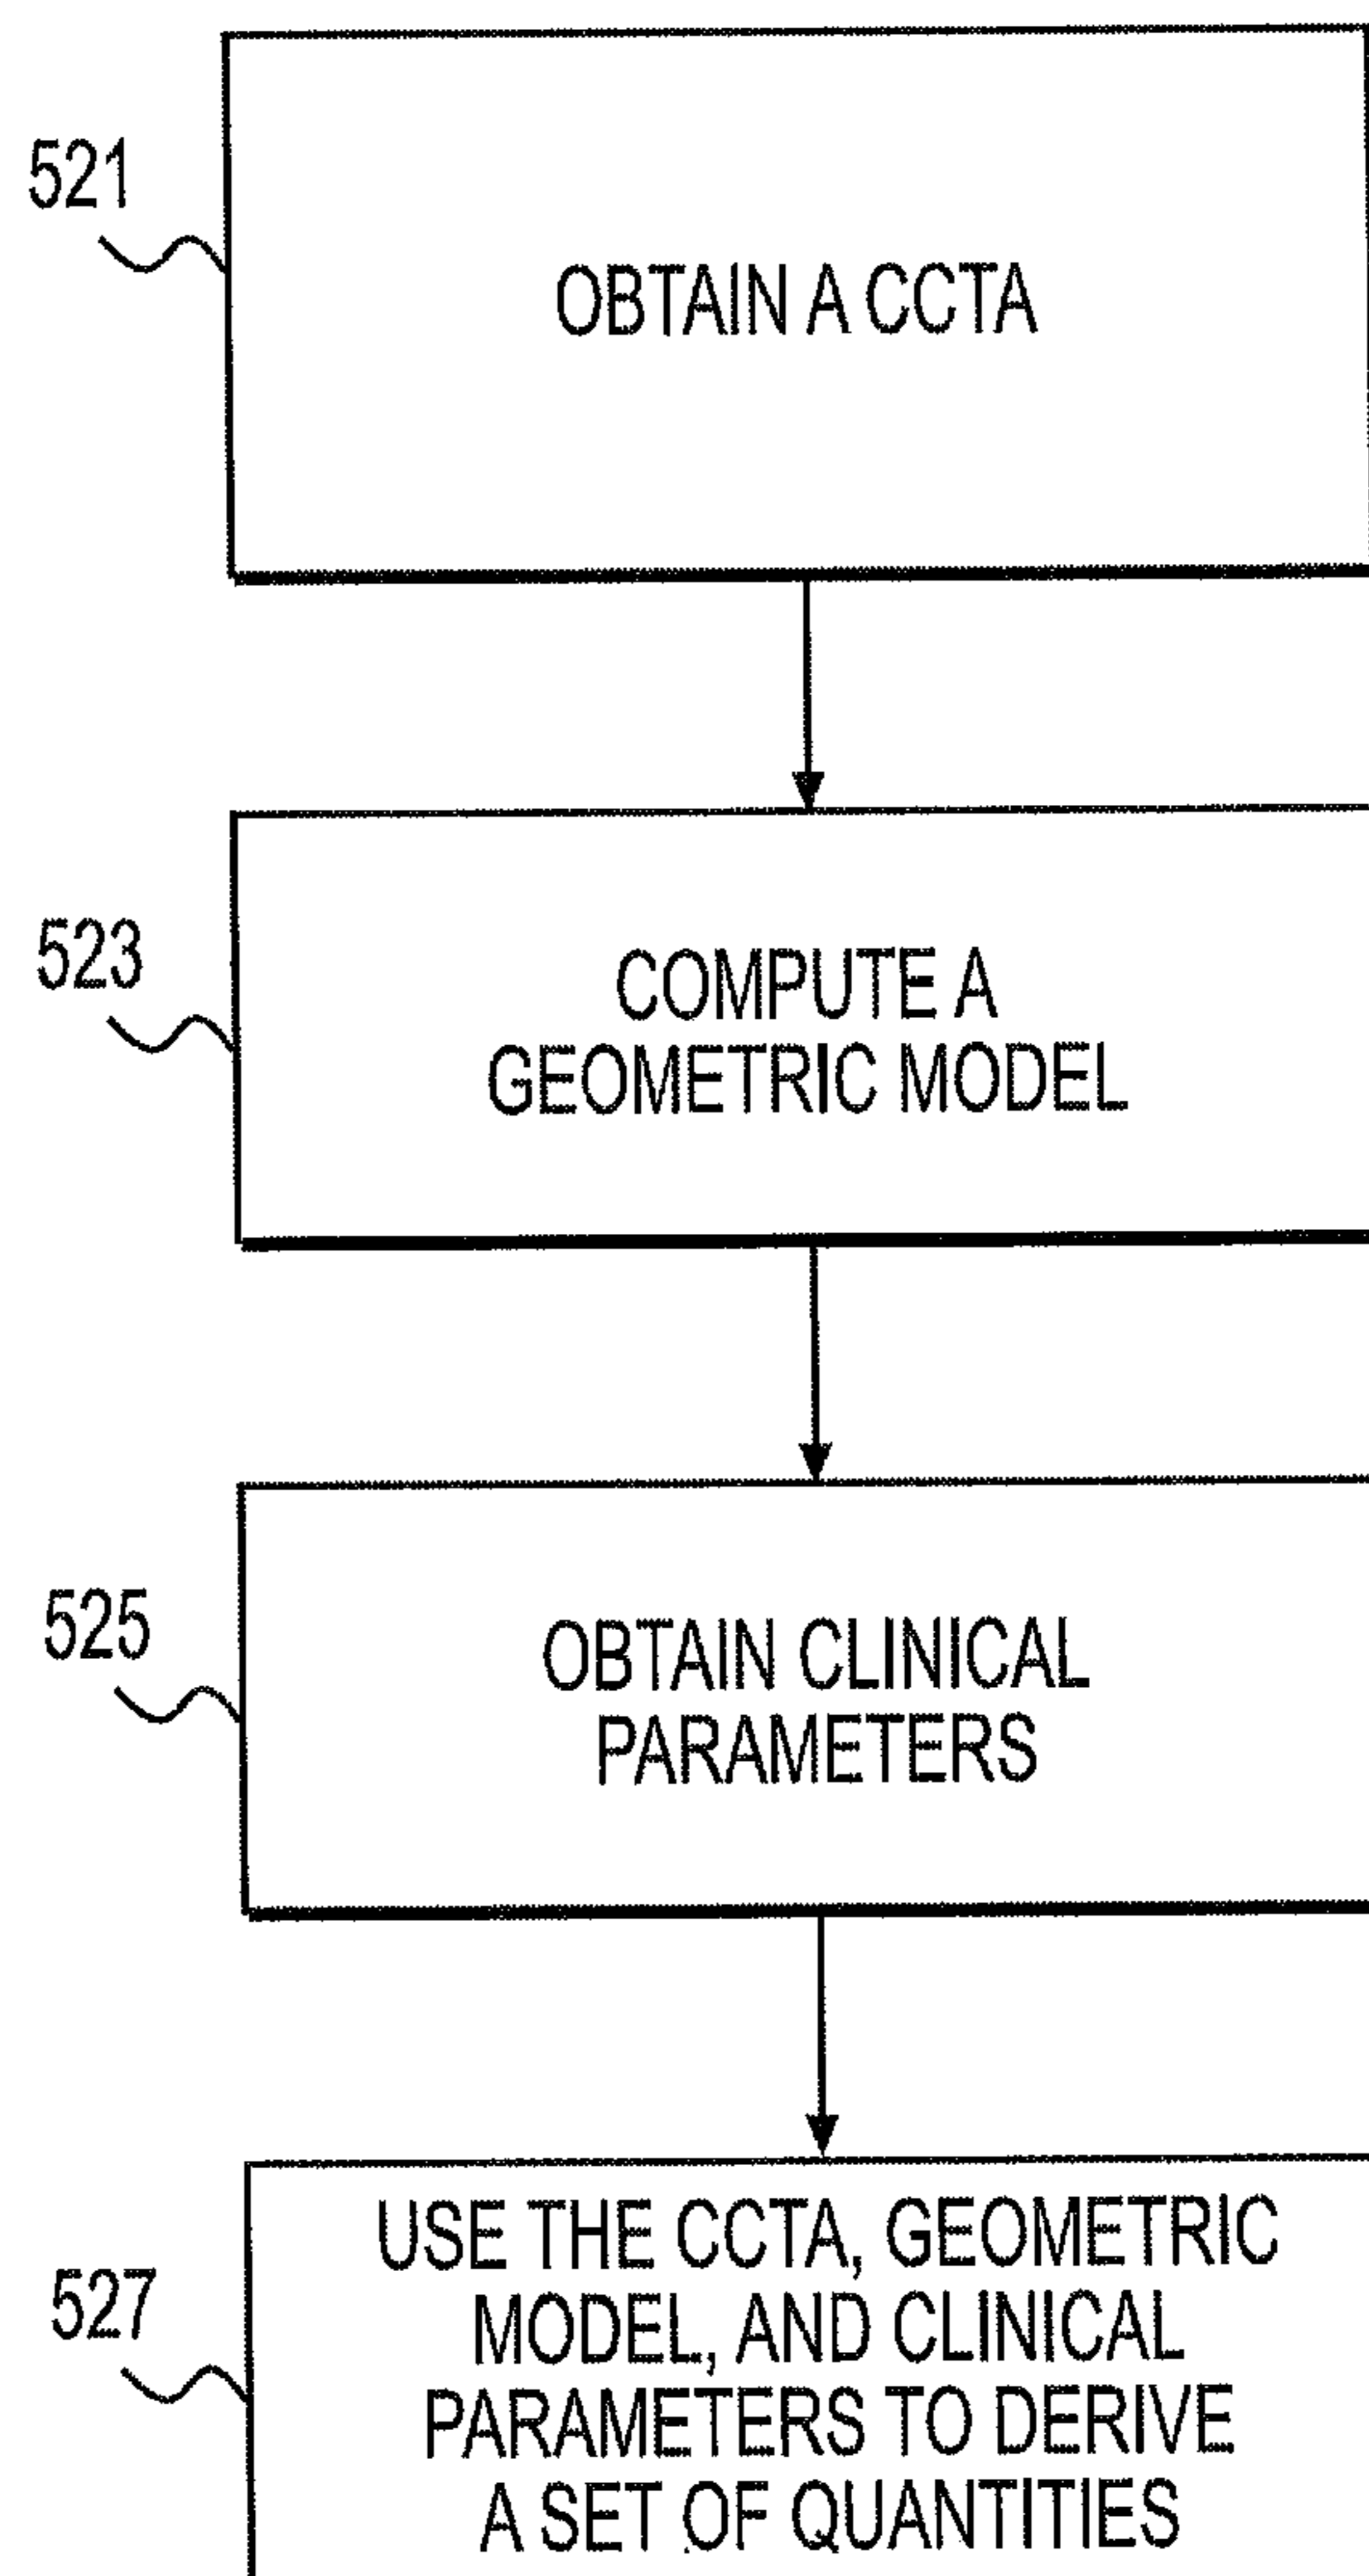 521
OBTAIN A CCTA
523
COMPUTE A
GEOMETRIC MODEL
525
OBTAIN CLINICAL
PARAMETERS
527
USE THE CCTA, GEOMETRIC
MODEL, AND CLINICAL
PARAMETERS TO DERIVE
A SET OF QUANTITIES